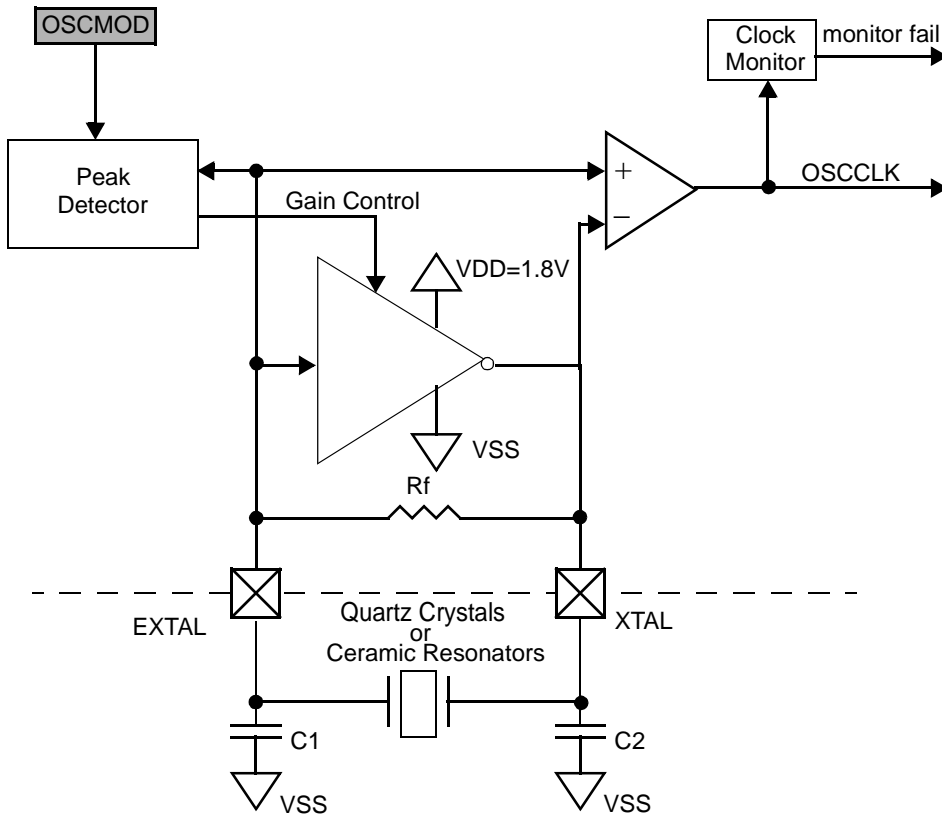 OSCMOD
Clock
Monitor
monitor fail
Peak
Detector
+
OSCCLK
Gain Control
−
VDD=1.8V
VSS
Rf
EXTAL
Quartz Crystals
or
Ceramic Resonators
XTAL
C1
C2
VSS
VSS